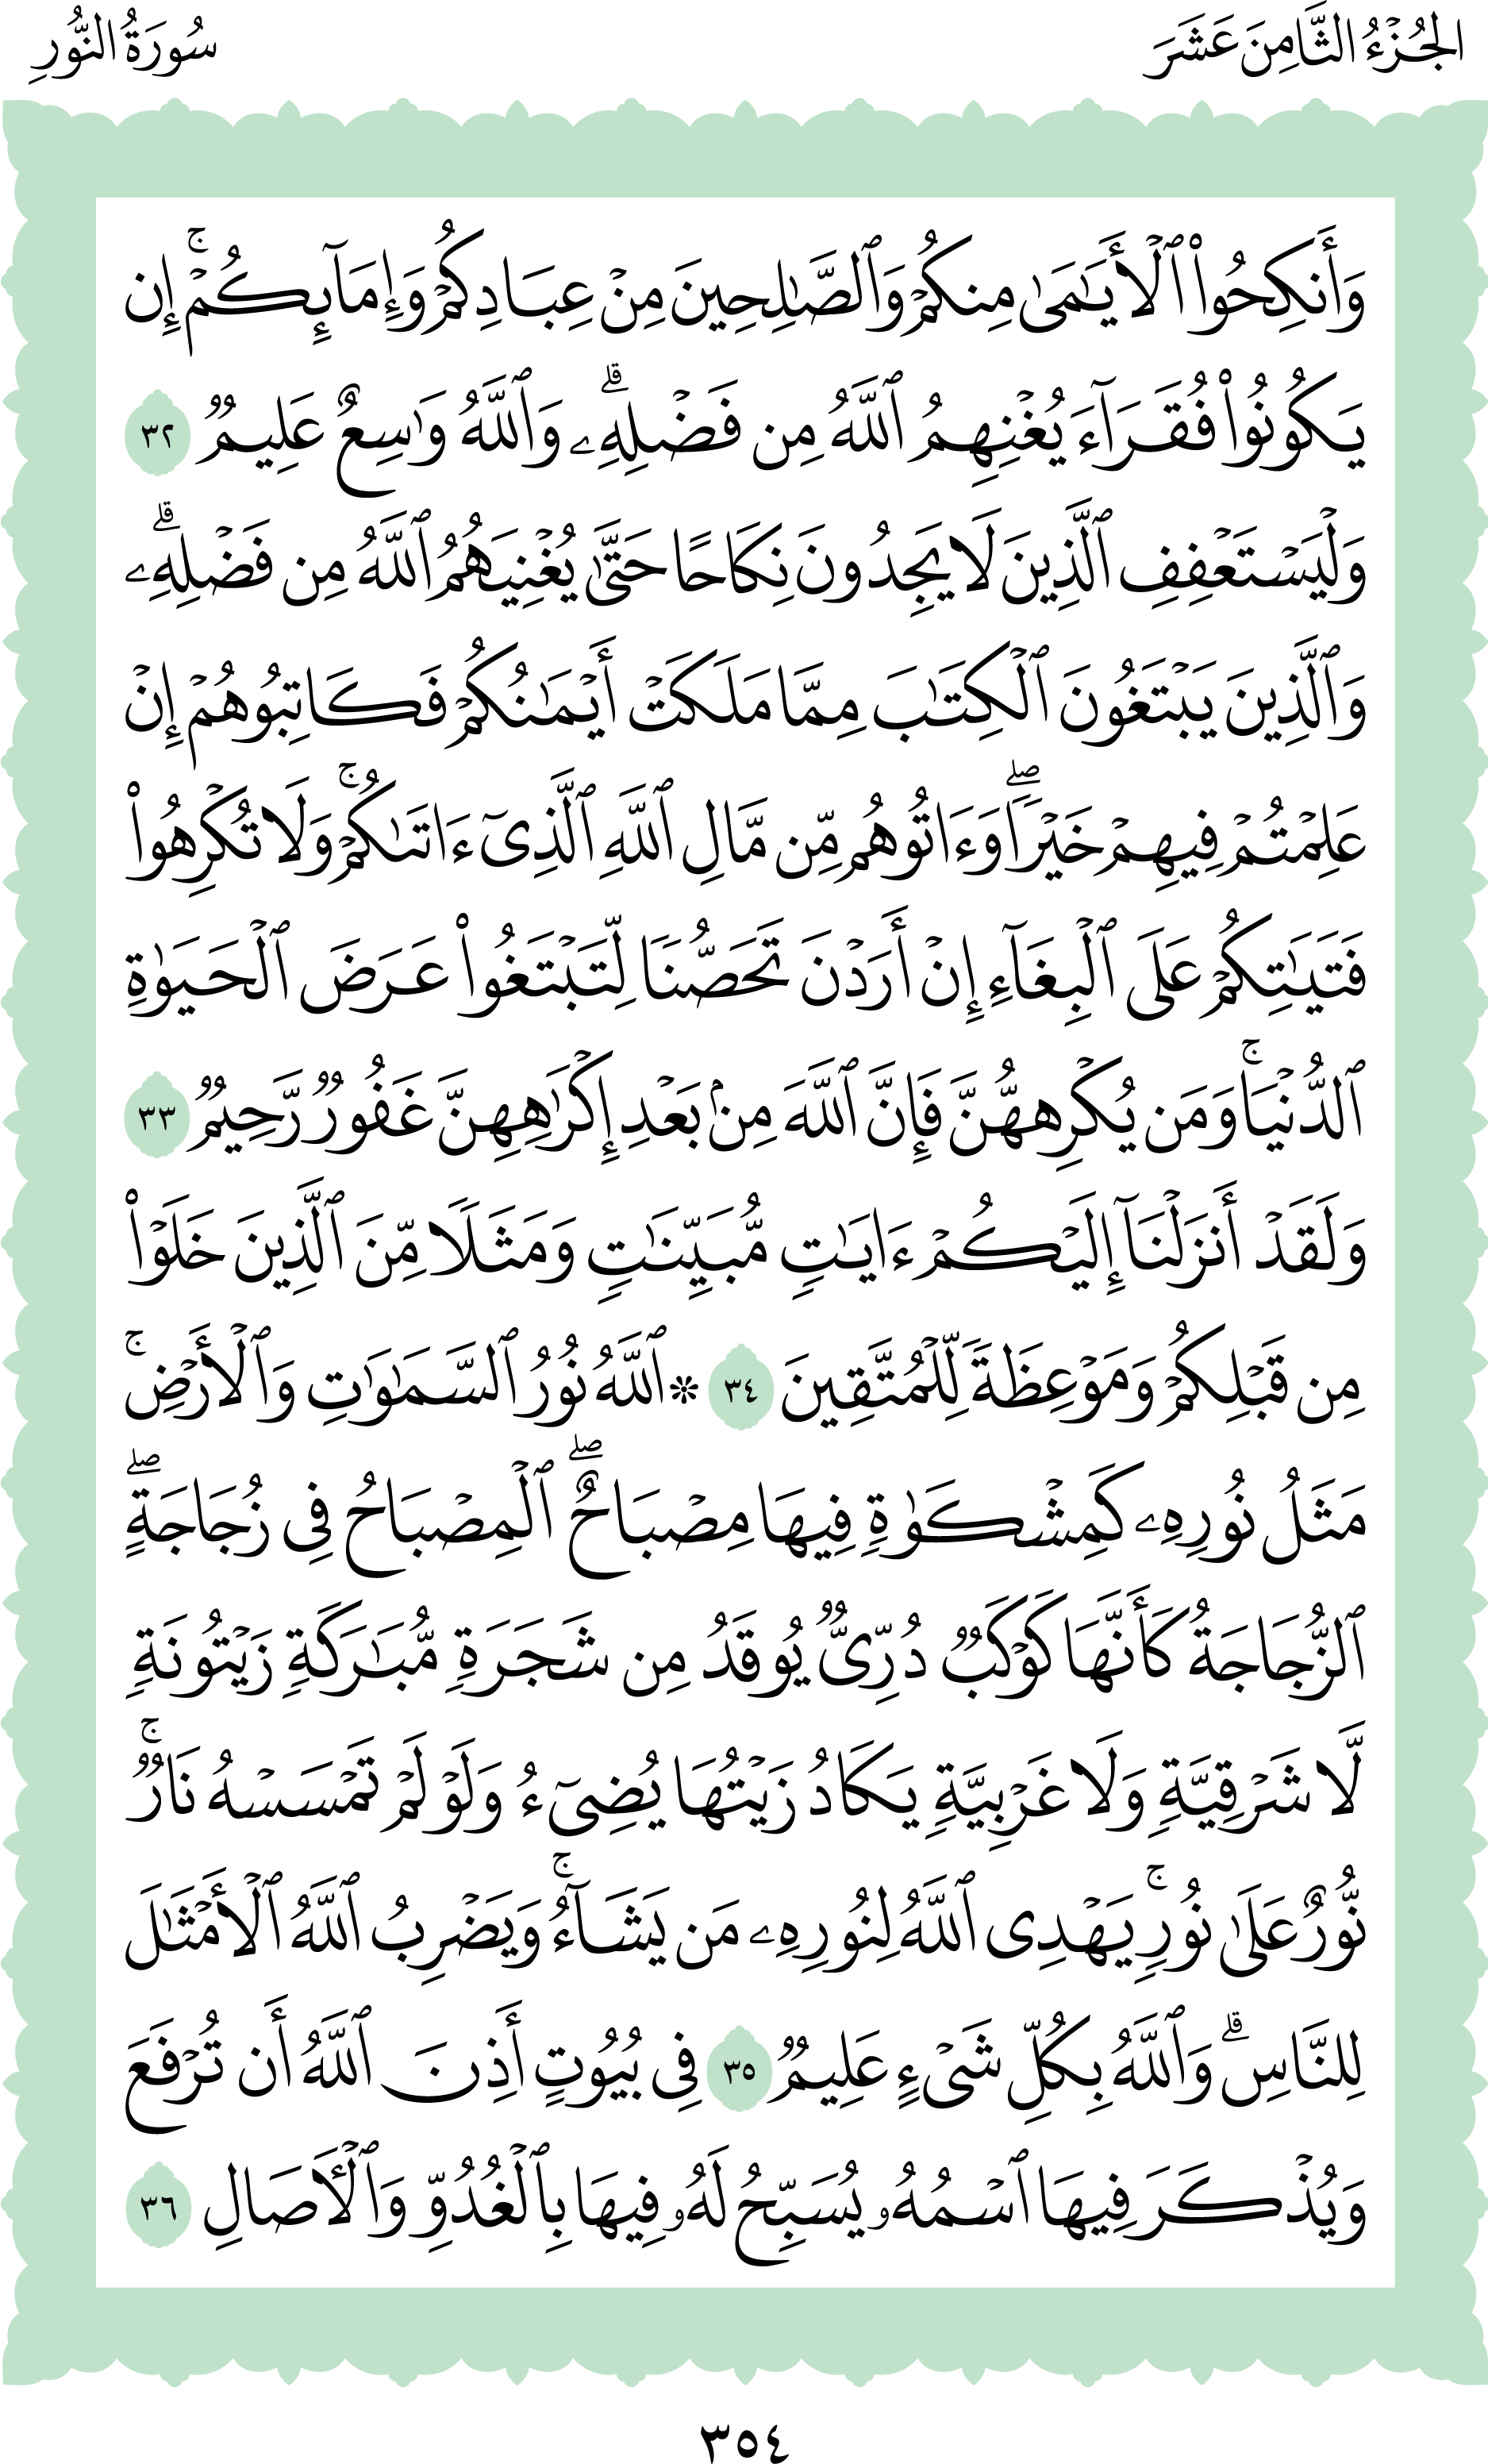 الجُزْءُ الثَّامِنَ عَشَرَ
سُورَةُ النُّورِ
وَأَنكِحُوا۟ ٱلۡأَيَـٰمَىٰ مِنكُمۡ وَٱلصَّـٰلِحِينَ مِنۡ عِبَادِكُمۡ وَإِمَآئِكُمۡۚ إِن
يَكُونُوا۟ فُقَرَآءَ يُغۡنِهِمُ ٱللَّهُ مِن فَضۡلِهِۦۗ وَٱللَّهُ وَٰسِعٌ عَلِيمٌ ٣٢
وَلۡيَسۡتَعۡفِفِ ٱلَّذِينَ لَا يَجِدُونَ نِكَاحًا حَتَّىٰ يُغۡنِيَهُمُ ٱللَّهُ مِن فَضۡلِهِۦۗ
وَٱلَّذِينَ يَبۡتَغُونَ ٱلۡكِتَـٰبَ مِمَّا مَلَكَتۡ أَيۡمَـٰنُكُمۡ فَكَاتِبُوهُمۡ إِنۡ
عَلِمۡتُمۡ فِيهِمۡ خَيۡرًاۖ وَءَاتُوهُم مِّن مَّالِ ٱللَّهِ ٱلَّذِىٓ ءَاتَىٰكُمۡۚ وَلَا تُكۡرِهُوا۟
فَتَيَـٰتِكُمۡ عَلَى ٱلۡبِغَآءِ إِنۡ أَرَدۡنَ تَحَصُّنًا لِّتَبۡتَغُوا۟ عَرَضَ ٱلۡحَيَوٰةِ
ٱلدُّنۡيَاۚ وَمَن يُكۡرِههُّنَّ فَإِنَّ ٱللَّهَ مِنۢ بَعۡدِ إِكۡرَٰهِهِنَّ غَفُورٌ رَّحِيمٌ ٣٣
وَلَقَدۡ أَنزَلۡنَآ إِلَيۡكُمۡ ءَايَـٰتٍ مُّبَيِّنَـٰتٍ وَمَثَلًا مِّنَ ٱلَّذِينَ خَلَوۡا۟
مِن قَبۡلِكُمۡ وَمَوۡعِظَةً لِّلۡمُتَّقِينَ ٣٤ ۞ ٱللَّهُ نُورُ ٱلسَّمَـٰوَٰتِ وَٱلۡأَرۡضِۚ
مَثَلُ نُورِهِۦ كَمِشۡكَوٰةٍ فِيهَا مِصۡبَاحٌۖ ٱلۡمِصۡبَاحُ فِى زُجَاجَةٍۖ
ٱلزُّجَاجَةُ كَأَنَّهَا كَوۡكَبٌ دُرِّىٌّ يُوقَدُ مِن شَجَرَةٍ مُّبَـٰرَكَةٍ زَيۡتُونَةٍ
لَّا شَرۡقِيَّةٍ وَلَا غَرۡبِيَّةٍ يَكَادُ زَيۡتُهَا يُضِىٓءُ وَلَوۡ لَمۡ تَمۡسَسۡهُ نَارٌۚ
نُّورٌ عَلَىٰ نُورٍۚ يَهۡدِى ٱللَّهُ لِنُورِهِۦ مَن يَشَآءُۚ وَيَضۡرِبُ ٱللَّهُ ٱلۡأَمۡثَـٰلَ
لِلنَّاسِۗ وَٱللَّهُ بِكُلِّ شَىۡءٍ عَلِيمٌ ٣٥ فِى بُيُوتٍ أَذِنَ ٱللَّهُ أَن تُرۡفَعَ
وَيُذۡكَرَ فِيهَا ٱسۡمُهُۥ يُسَبِّحُ لَهُۥ فِيهَا بِٱلۡغُدُوِّ وَٱلۡـَٔاصَالِ ٣٦
٣٥٤